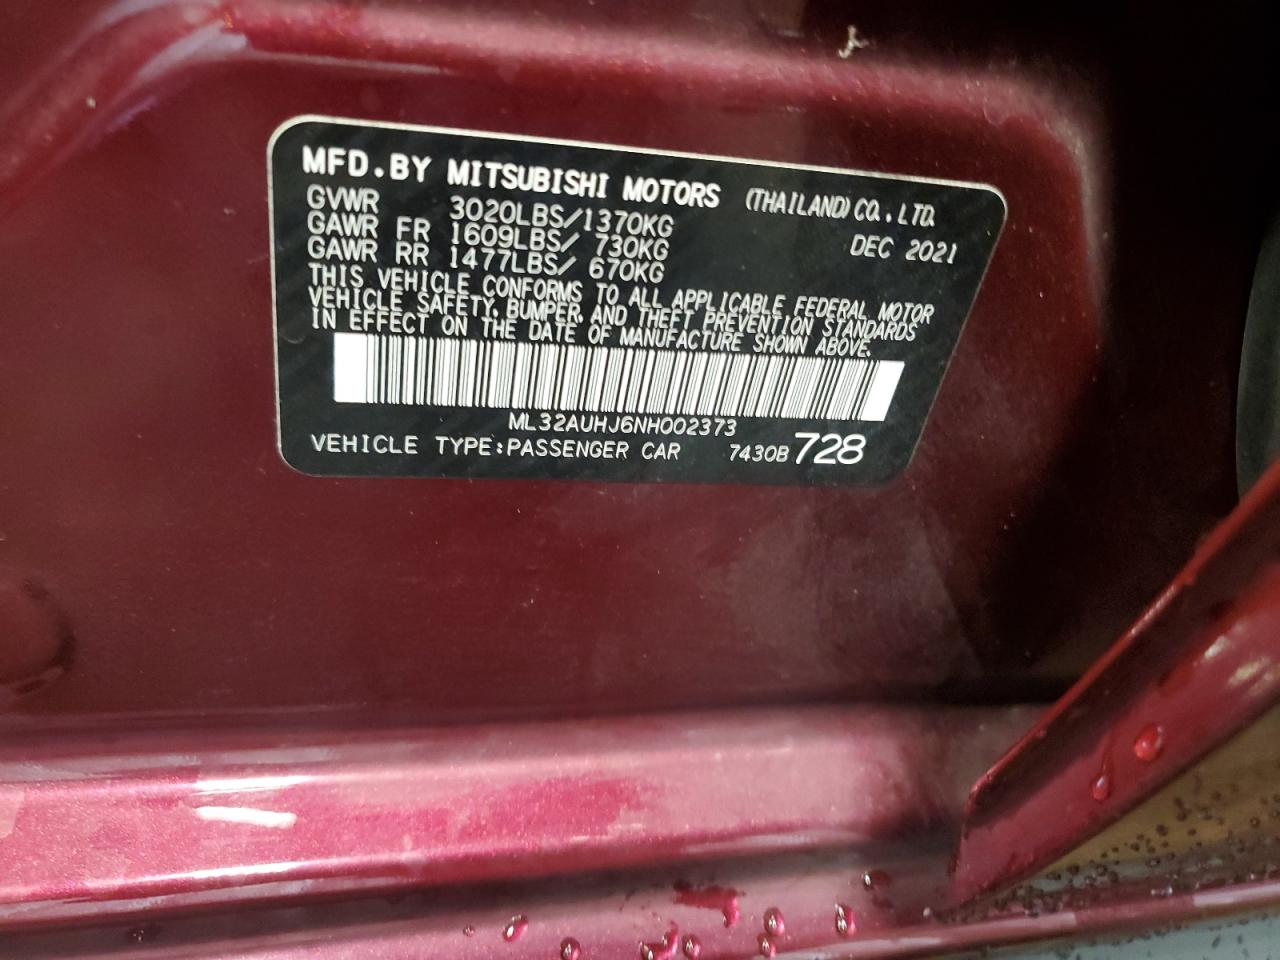 MFD.BY MITSUBISHI MOTORS (THAILAND) CO., LTD.
GVWR 3020LBS/1370KG DEC 2021
GAWR FR 1609LBS/ 730KG
GAWR RR 1477LBS/ 670KG
THIS VEHICLE CONFORMS TO ALL APPLICABLE FEDERAL MOTOR
VEHICLE SAFETY, BUMPER, AND THEFT PREVENTION STANDARDS
IN EFFECT ON THE DATE OF MANUFACTURE SHOWN ABOVE.
ML32AUHJ6NH002373
VEHICLE TYPE:PASSENGER CAR 7430B 728